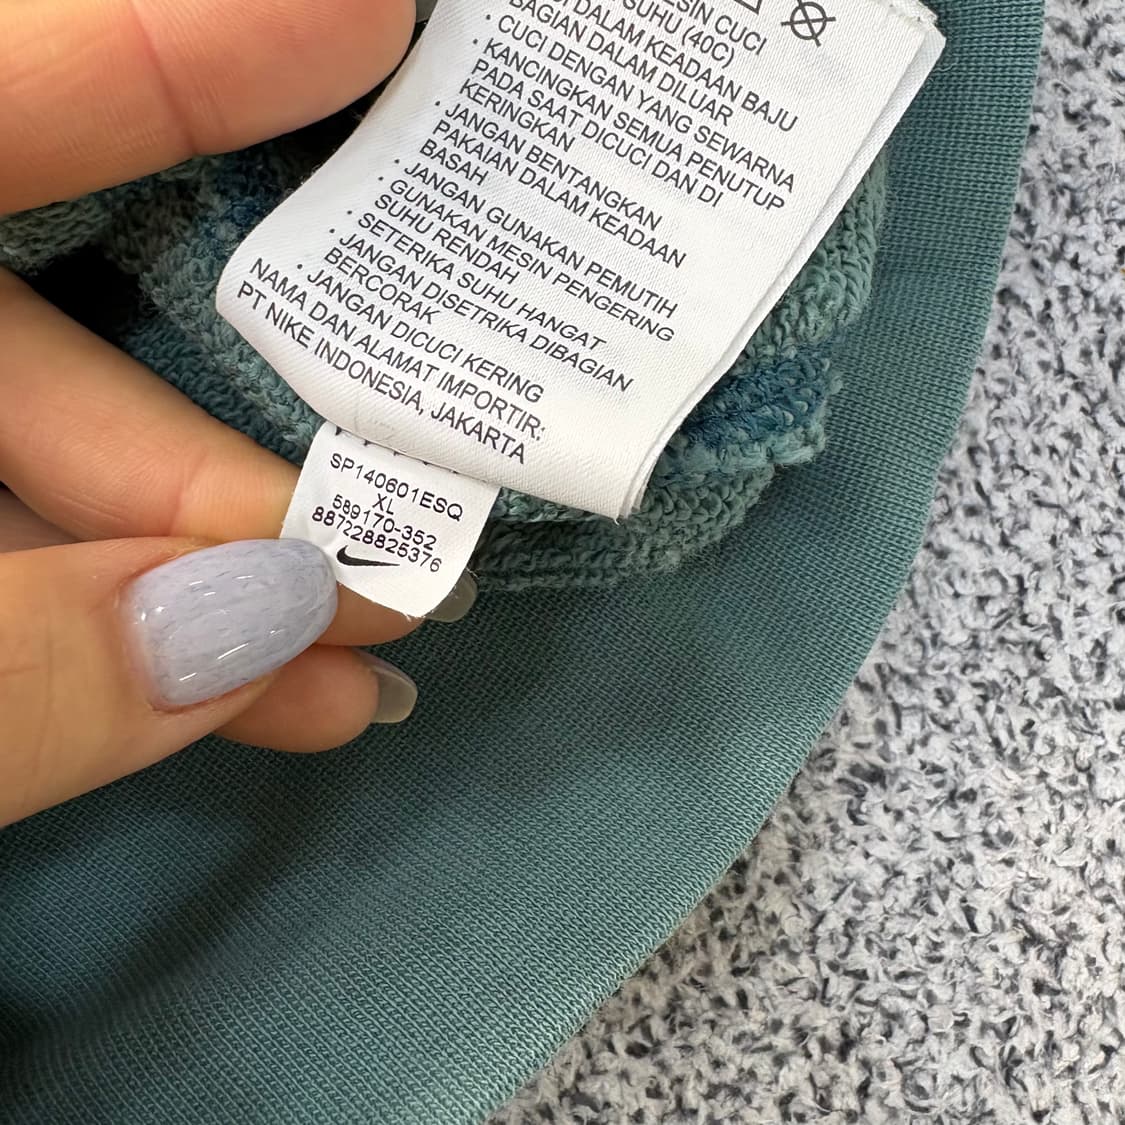 ESIN CUCI
SUHU (40C)
DI DALAM KEADAAN BAJU
BAGIAN DALAM DILUAR
· CUCI DENGAN YANG SEWARNA
· KANCINGKAN SEMUA PENUTUP
PADA SAAT DICUCI DAN DI
KERINGKAN
· JANGAN BENTANGKAN
PAKAIAN DALAM KEADAAN
BASAH
· JANGAN GUNAKAN PEMUTIH
· GUNAKAN MESIN PENGERING
SUHU RENDAH
· SETERIKA SUHU HANGAT
· JANGAN DISETRIKA DIBAGIAN
BERCORAK
· JANGAN DICUCI KERING
NAMA DAN ALAMAT IMPORTIR:
PT NIKE INDONESIA, JAKARTA
SP140601ESQ
XL
589170-352
887228825376